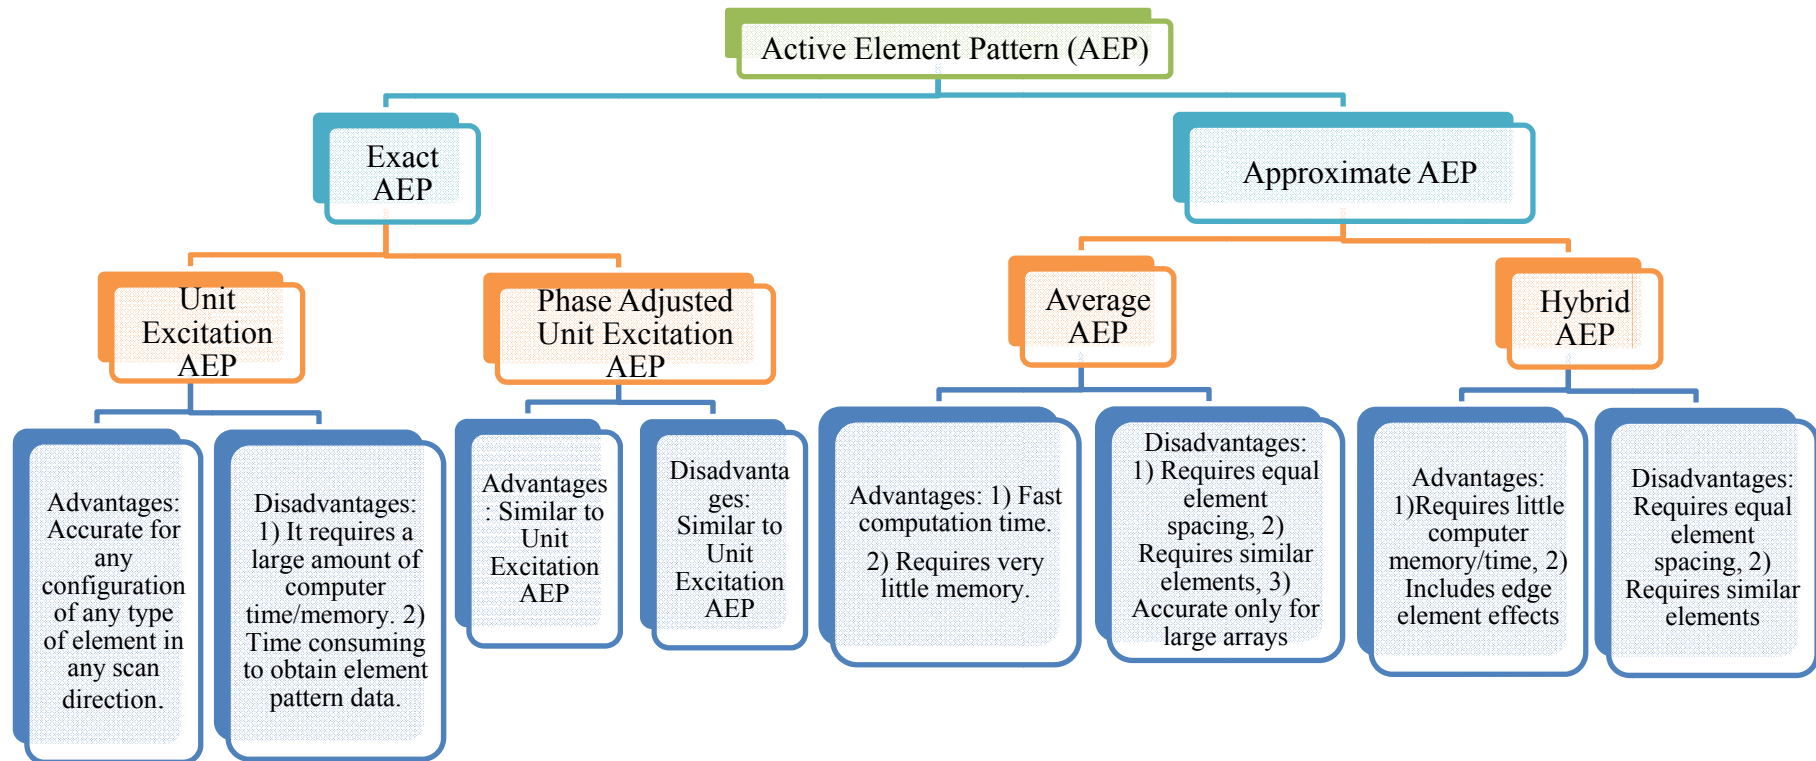 Active Element Pattern (AEP)
Exact
AEP
Approximate AEP
Unit
Excitation
AEP
Phase Adjusted
Unit Excitation
AEP
Average
AEP
Hybrid
AEP
Advantages:
Accurate for
any
configuration
of any type
of element in
any scan
direction.
Disadvantages:
1) It requires a
large amount of
computer
time/memory. 2)
Time consuming
to obtain element
pattern data.
Advantages
: Similar to
Unit
Excitation
AEP
Disadvanta
ges:
Similar to
Unit
Excitation
AEP
Advantages: 1) Fast
computation time.
2) Requires very
little memory.
Disadvantages:
1) Requires equal
element
spacing, 2)
Requires similar
elements, 3)
Accurate only for
large arrays
Advantages:
1)Requires little
computer
memory/time, 2)
Includes edge
element effects
Disadvantages:
Requires equal
element
spacing, 2)
Requires similar
elements